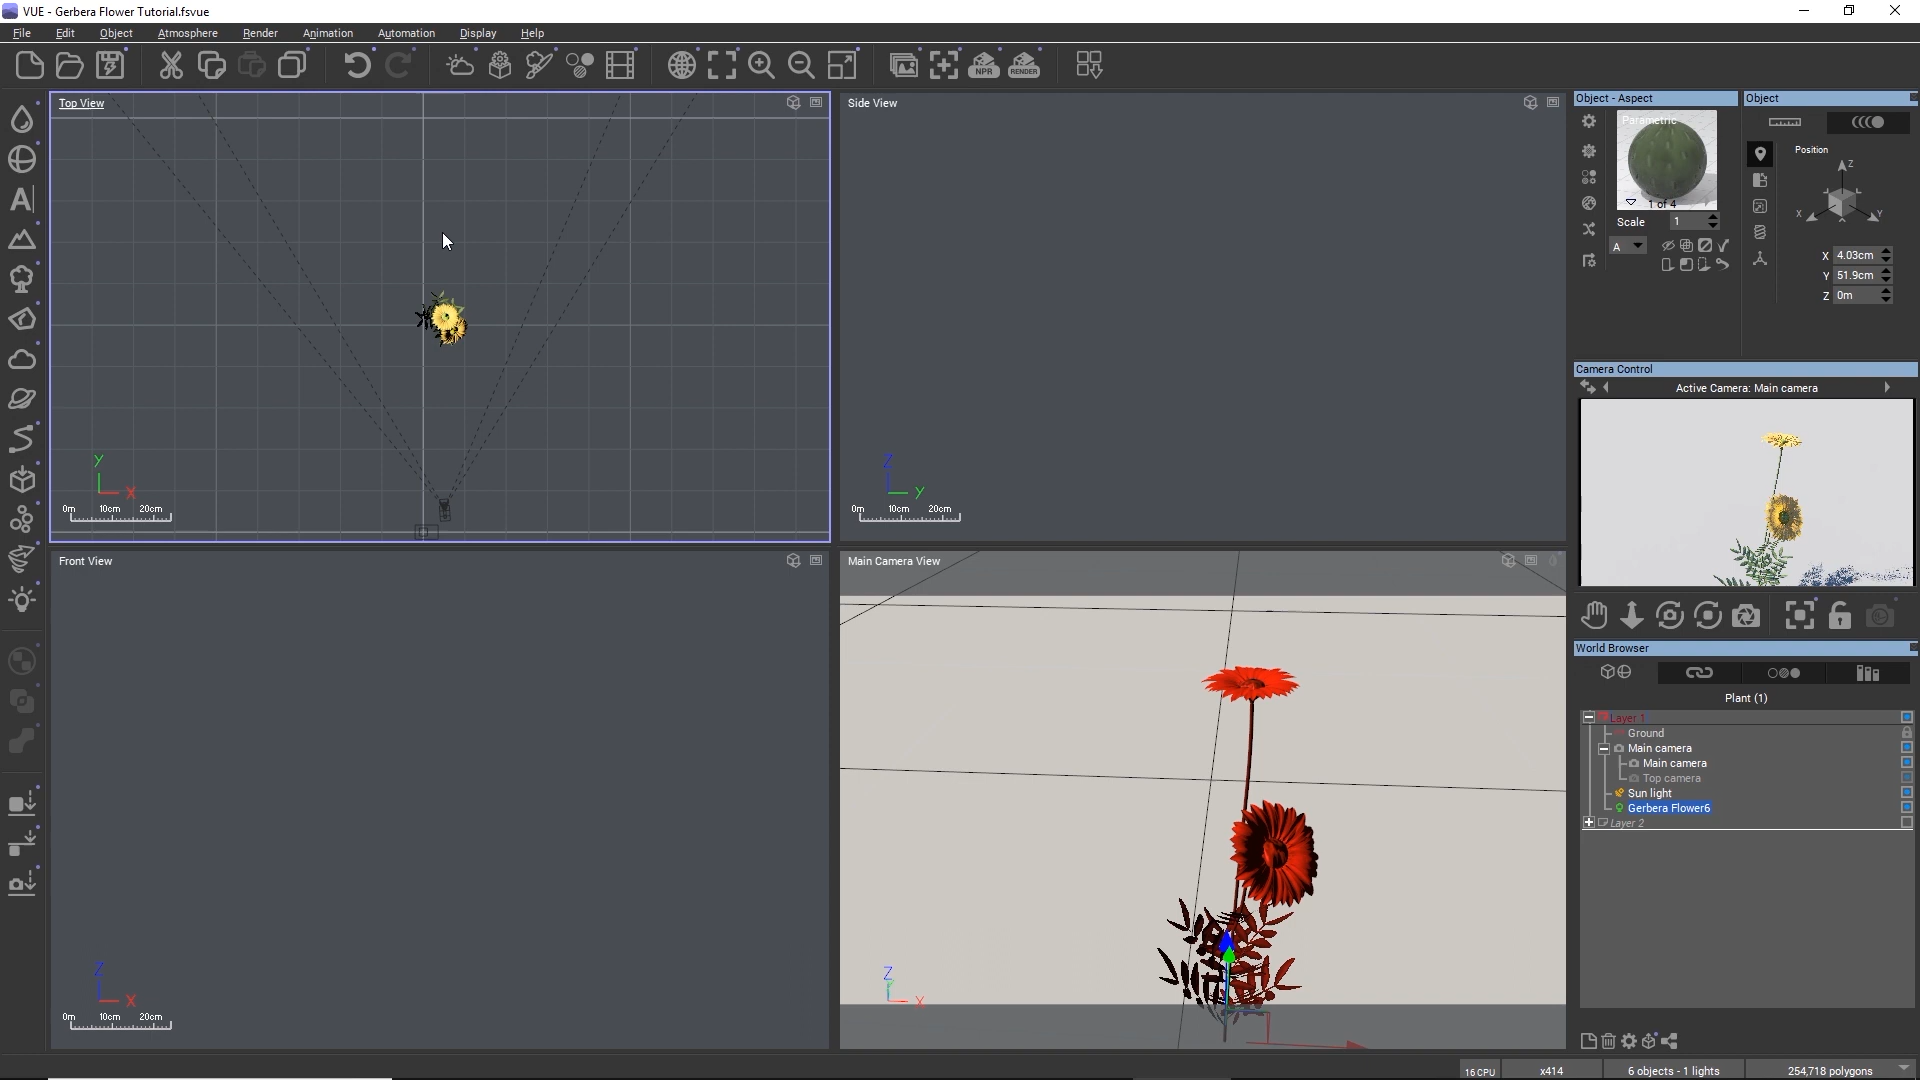 VUE - Gerbera Flower Tutorial.fsvue
File Edit Object Atmosphere Render Animation Automation Display Help
NPR RENDER
Top View
Y
X
0m 10cm 20cm
Side View
Z
Y
0m 10cm 20cm
Front View
Z
X
0m 10cm 20cm
Main Camera View
Z
Y
X
Object - Aspect
Parametric
1 of 4
Scale 1
A
Object
Position
Z
X Y
X 4.03cm
Y 51.9cm
Z 0m
Camera Control
Active Camera: Main camera
World Browser
Plant (1)
Layer 1
Ground
Main camera
Main camera
Top camera
Sun light
Gerbera Flower6
Layer 2
16 CPU x414 6 objects - 1 lights 254,718 polygons